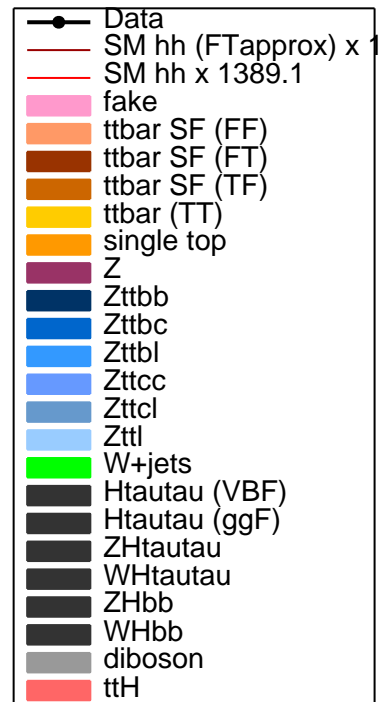 Data
SM hh (FTapprox) x 1
SM hh x 1389.1
fake
ttbar SF (FF)
ttbar SF (FT)
ttbar SF (TF)
ttbar (TT)
single top
Z
Zttbb
Zttbc
Zttbl
Zttcc
Zttcl
Zttl
W+jets
Htautau (VBF)
Htautau (ggF)
ZHtautau
WHtautau
ZHbb
WHbb
diboson
ttH